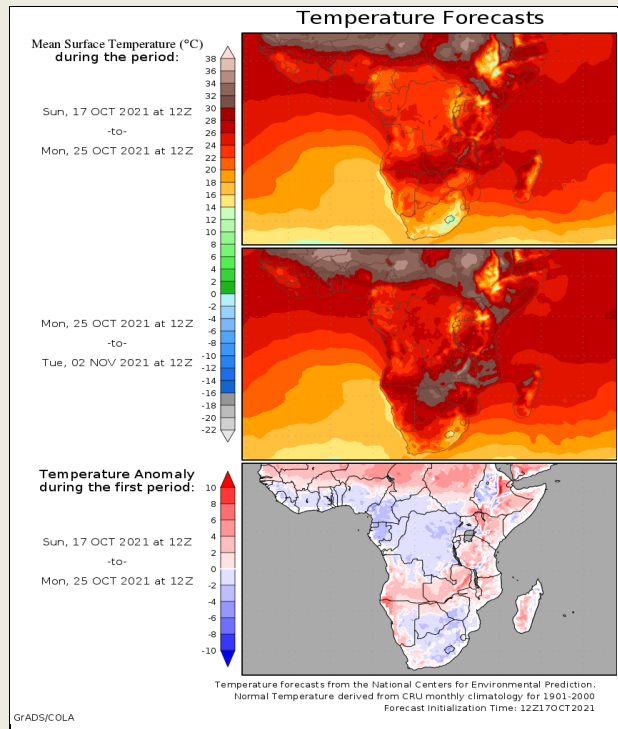 Temperature Forecasts
Mean Surface Temperature (°C)
during the period:
Sun, 17 OCT 2021 at 12Z
-to-
Mon, 25 OCT 2021 at 12Z
38
36
34
32
30
28
26
24
22
20
18
16
14
12
10
8
6
4
2
0
-2
-4
-6
-8
-10
-12
-14
-16
-18
-20
-22
Mon, 25 OCT 2021 at 12Z
-to-
Tue, 02 NOV 2021 at 12Z
Temperature Anomaly
during the first period:
Sun, 17 OCT 2021 at 12Z
-to-
Mon, 25 OCT 2021 at 12Z
10
8
6
4
2
0
-2
-4
-6
-8
-10
Temperature forecasts from the National Centers for Environmental Prediction.
Normal Temperature derived from CRU monthly climatology for 1901-2000
Forecast Initialization Time: 12Z17OCT2021
GrADS/COLA